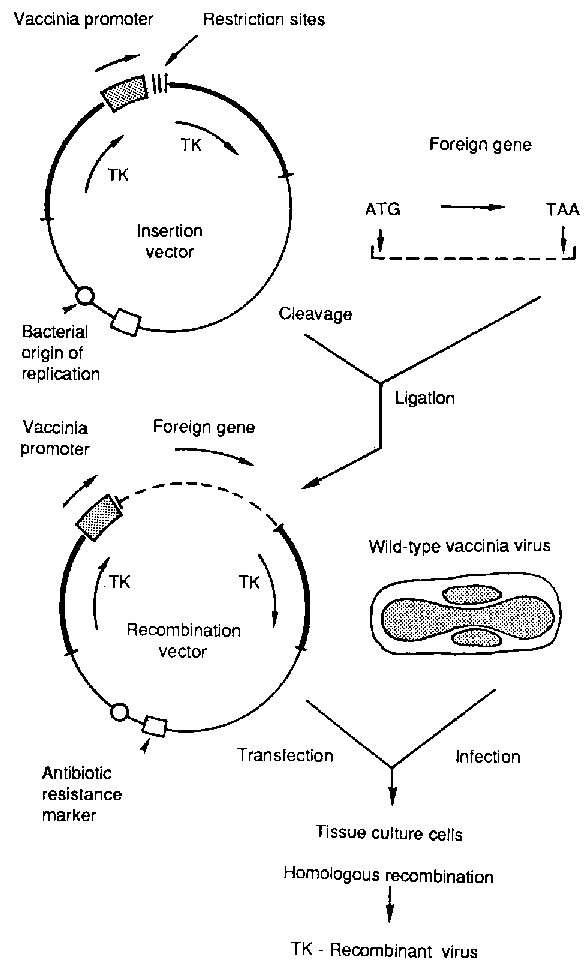 Vaccinia promoter
Restriction sites
TK
TK
Insertion
vector
Foreign gene
ATG
TAA
Bacterial
origin of
replication
Cleavage
Ligation
Vaccinia
promoter
Foreign gene
TK
TK
Recombination
vector
Wild-type vaccinia virus
Antibiotic
resistance
marker
Transfection
Infection
Tissue culture cells
Homologous recombination
TK - Recombinant virus